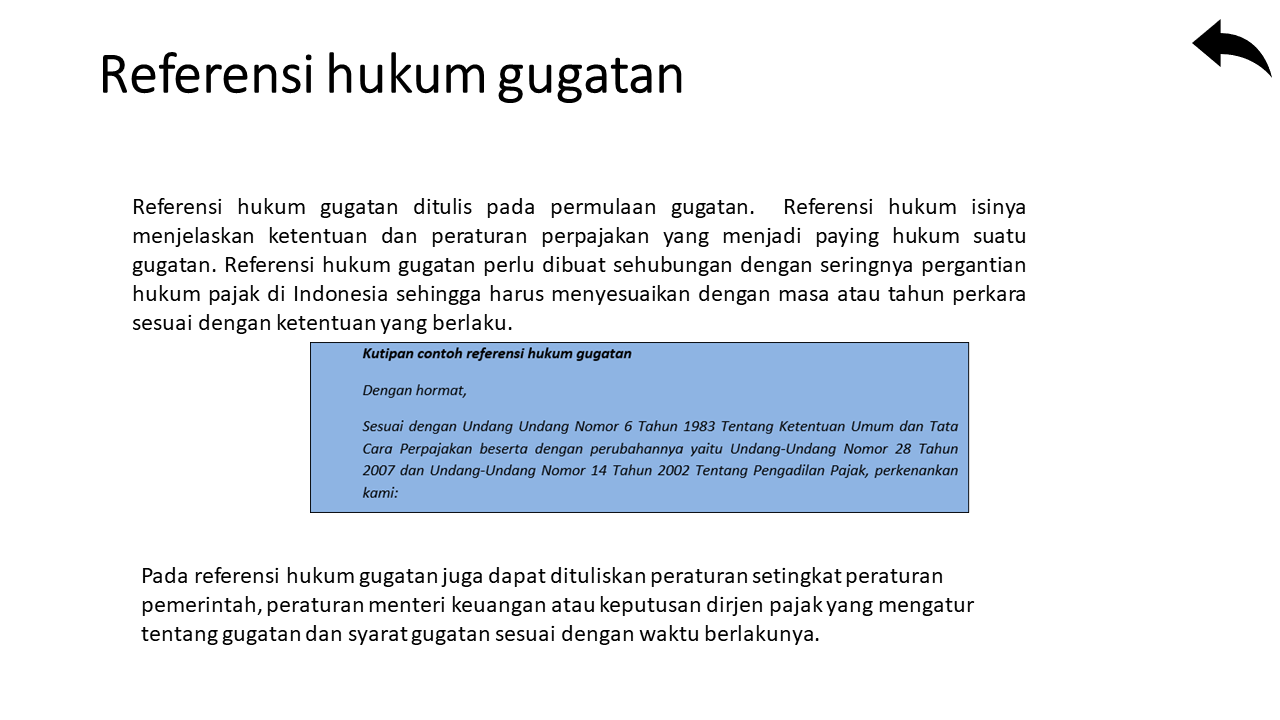 Referensi hukum gugatan
Referensi hukum gugatan ditulis pada permulaan gugatan.  Referensi hukum isinya
menjelaskan ketentuan dan peraturan perpajakan yang menjadi paying hukum suatu
gugatan. Referensi hukum gugatan perlu dibuat sehubungan dengan seringnya pergantian
hukum pajak di Indonesia sehingga harus menyesuaikan dengan masa atau tahun perkara
sesuai dengan ketentuan yang berlaku.
Kutipan contoh referensi hukum gugatan
Dengan hormat,
Sesuai dengan Undang Undang Nomor 6 Tahun 1983 Tentang Ketentuan Umum dan Tata
Cara Perpajakan beserta dengan perubahannya yaitu Undang-Undang Nomor 28 Tahun
2007 dan Undang-Undang Nomor 14 Tahun 2002 Tentang Pengadilan Pajak, perkenankan
kami:
Pada referensi hukum gugatan juga dapat dituliskan peraturan setingkat peraturan
pemerintah, peraturan menteri keuangan atau keputusan dirjen pajak yang mengatur
tentang gugatan dan syarat gugatan sesuai dengan waktu berlakunya.